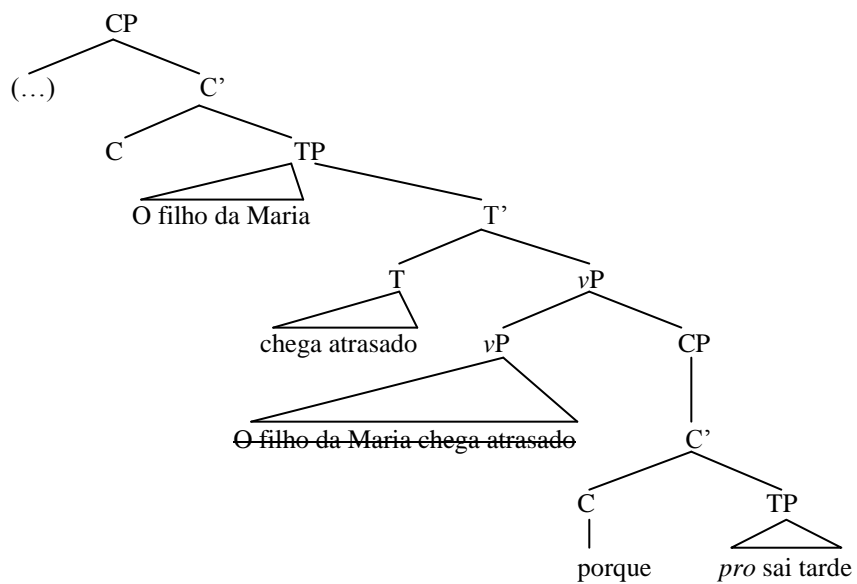 CP
(…) C’
C TP
O filho da Maria T’
T vP
chega atrasado vP CP
O filho da Maria chega atrasado C’
C TP
porque pro sai tarde